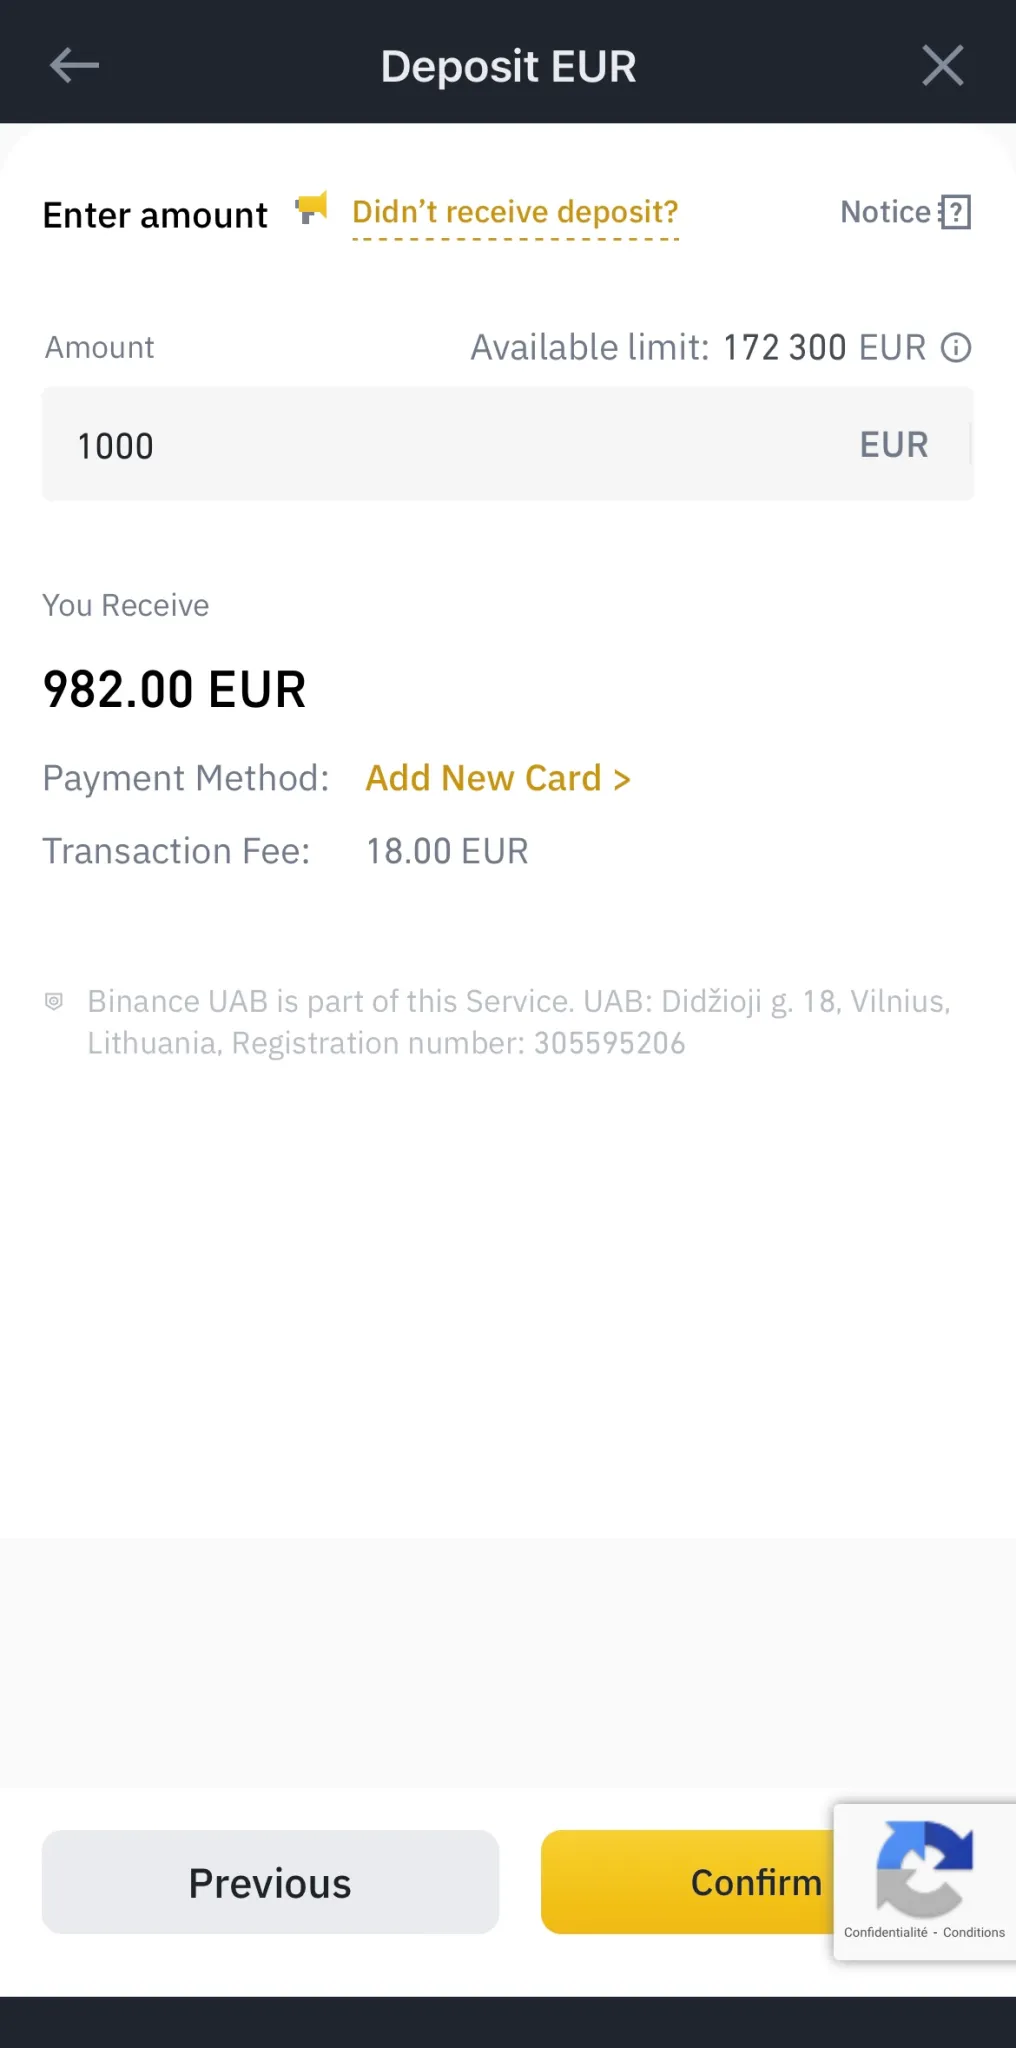 Deposit EUR
Enter amount Didn’t receive deposit? Notice
Amount Available limit: 172 300 EUR
1000 EUR
You Receive
982.00 EUR
Payment Method: Add New Card >
Transaction Fee: 18.00 EUR
Binance UAB is part of this Service. UAB: Didžioji g. 18, Vilnius,
Lithuania, Registration number: 305595206
Previous Confirm
Confidentialité - Conditions